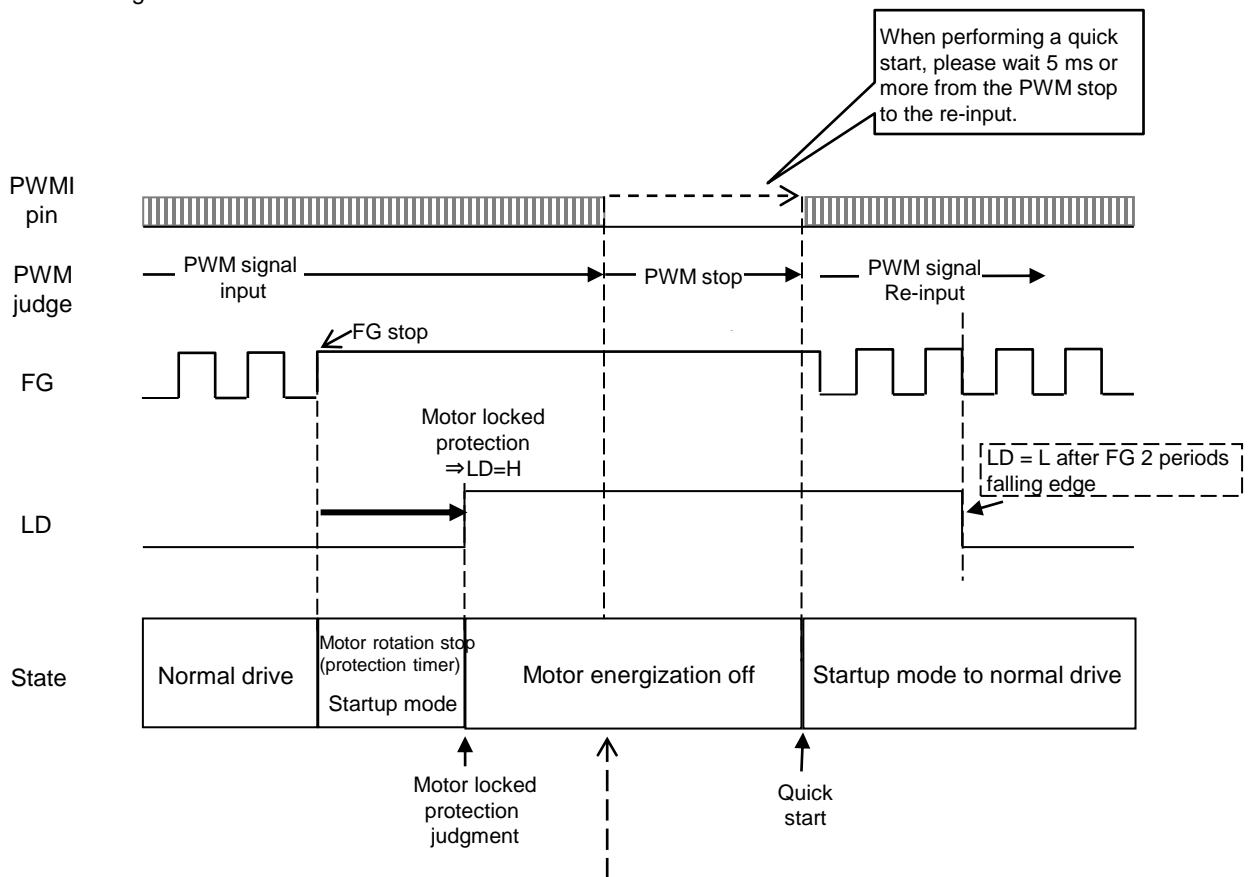 When performing a quick
start, please wait 5 ms or
more from the PWM stop
to the re-input.
PWMI
pin
PWM
judge
PWM signal
input
PWM stop
PWM signal
Re-input
FG stop
FG
Motor locked
protection
⇒LD=H
LD = L after FG 2 periods
falling edge
LD
State
Normal drive
Motor rotation stop
(protection timer)
Startup mode
Motor energization off
Startup mode to normal drive
Motor locked
protection
judgment
Quick
start